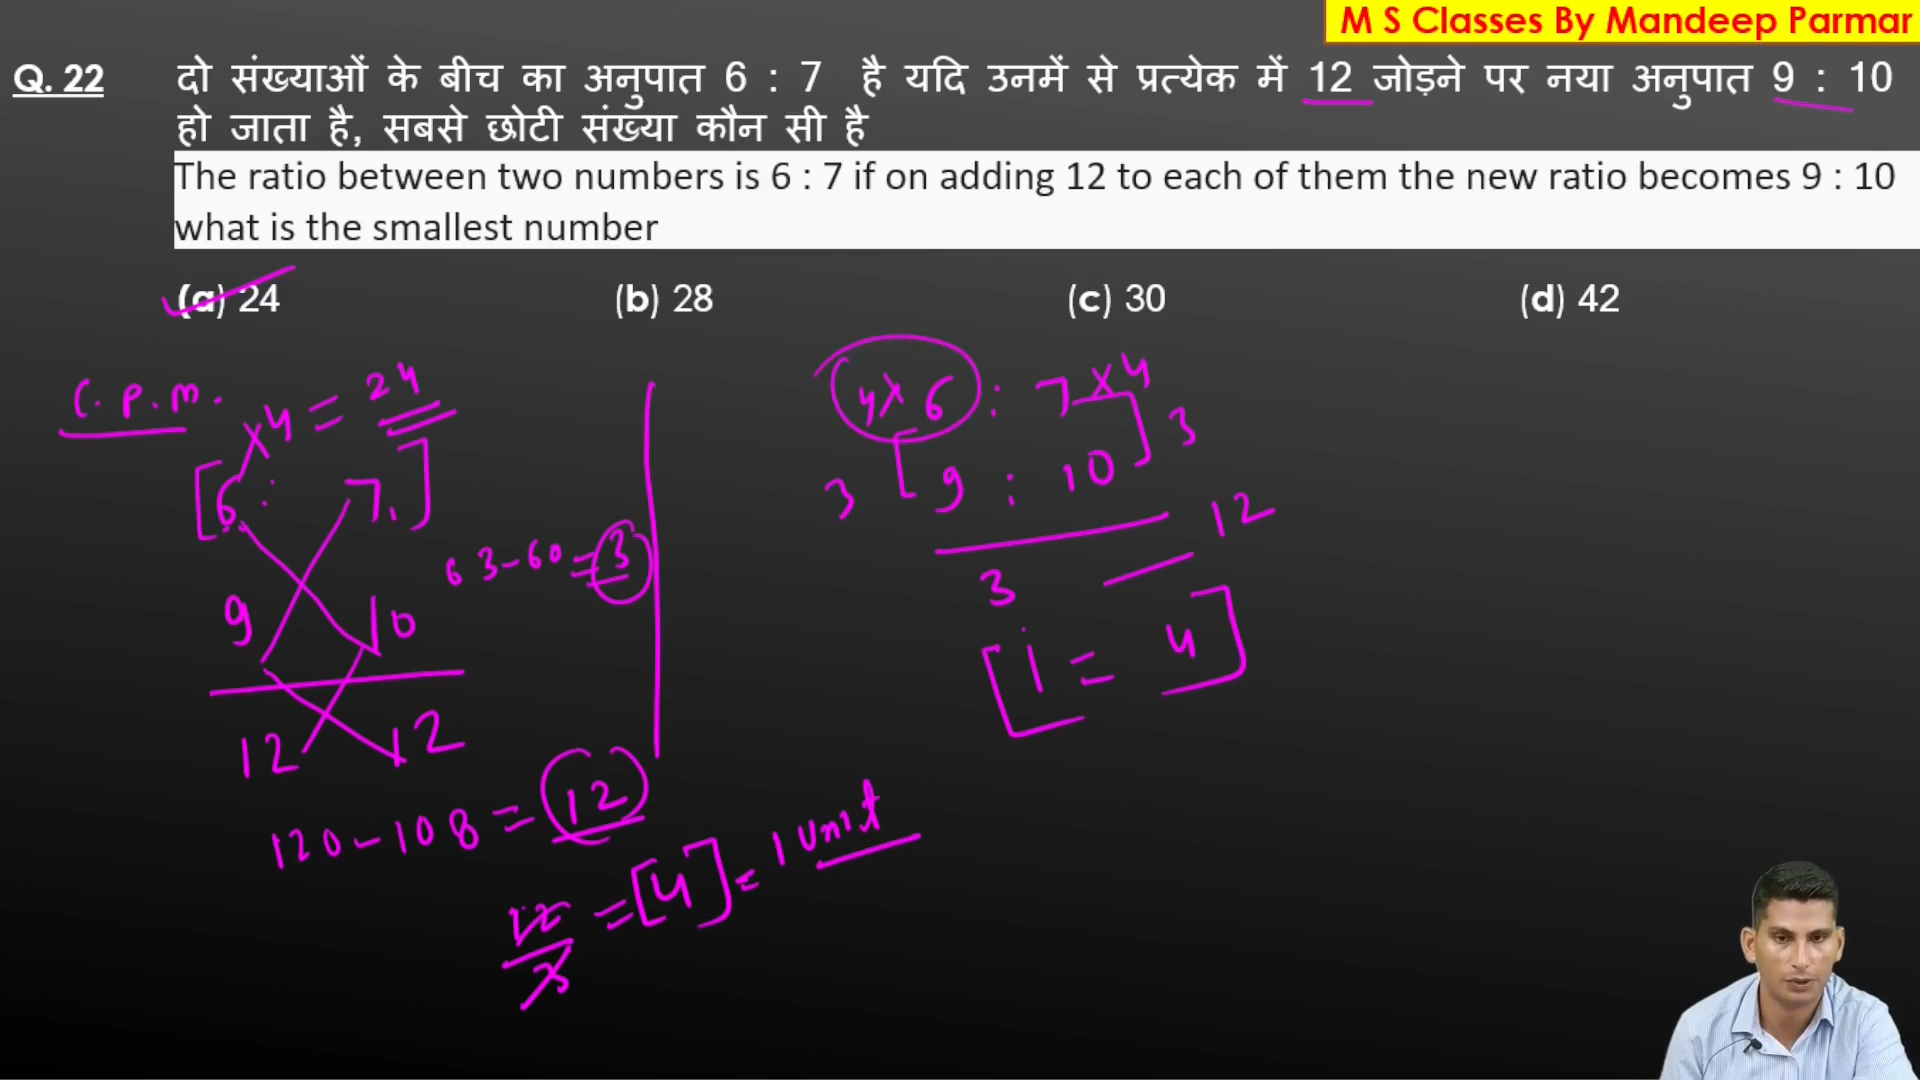 M S Classes By Mandeep Parmar
Q. 22 दो संख्याओं के बीच का अनुपात 6 : 7 है यदि उनमें से प्रत्येक में 12 जोड़ने पर नया अनुपात 9 : 10
हो जाता है, सबसे छोटी संख्या कौन सी है
The ratio between two numbers is 6 : 7 if on adding 12 to each of them the new ratio becomes 9 : 10
what is the smallest number
(a) 24 (b) 28 (c) 30 (d) 42
C.P.M.
×4 = 24
[6 : 7]
9 10
63-60 = 3
12 12
120-108 = 12
12/3 = [4] = 1 unit
4×6 : 7×4
3 [9 : 10] 3
3 12
[1 = 4]